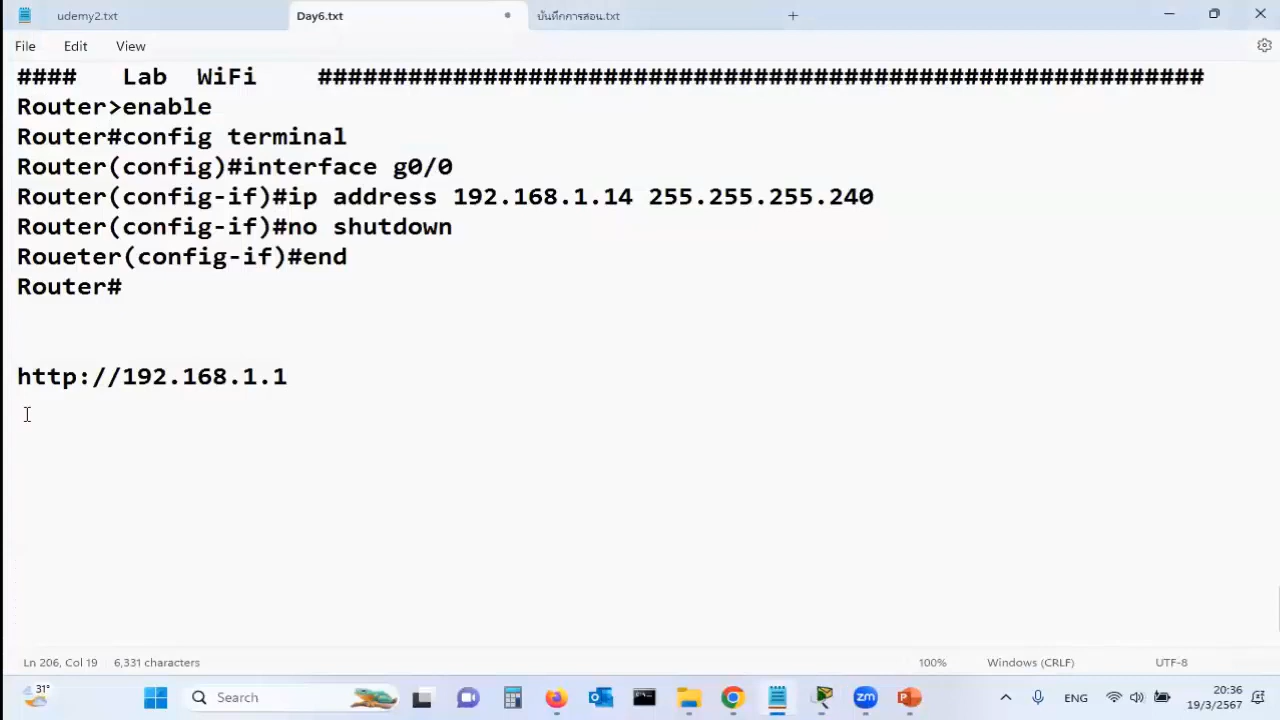 udemy2.txt
Day6.txt
บันทึกการสอน.txt
File
Edit
View
#### Lab WiFi ###########################################################
Router>enable
Router#config terminal
Router(config)#interface g0/0
Router(config-if)#ip address 192.168.1.14 255.255.255.240
Router(config-if)#no shutdown
Roueter(config-if)#end
Router#
http://192.168.1.1
Ln 206, Col 19
6,331 characters
100%
Windows (CRLF)
UTF-8
31°
Search
zm
ENG
20:36
19/3/2567